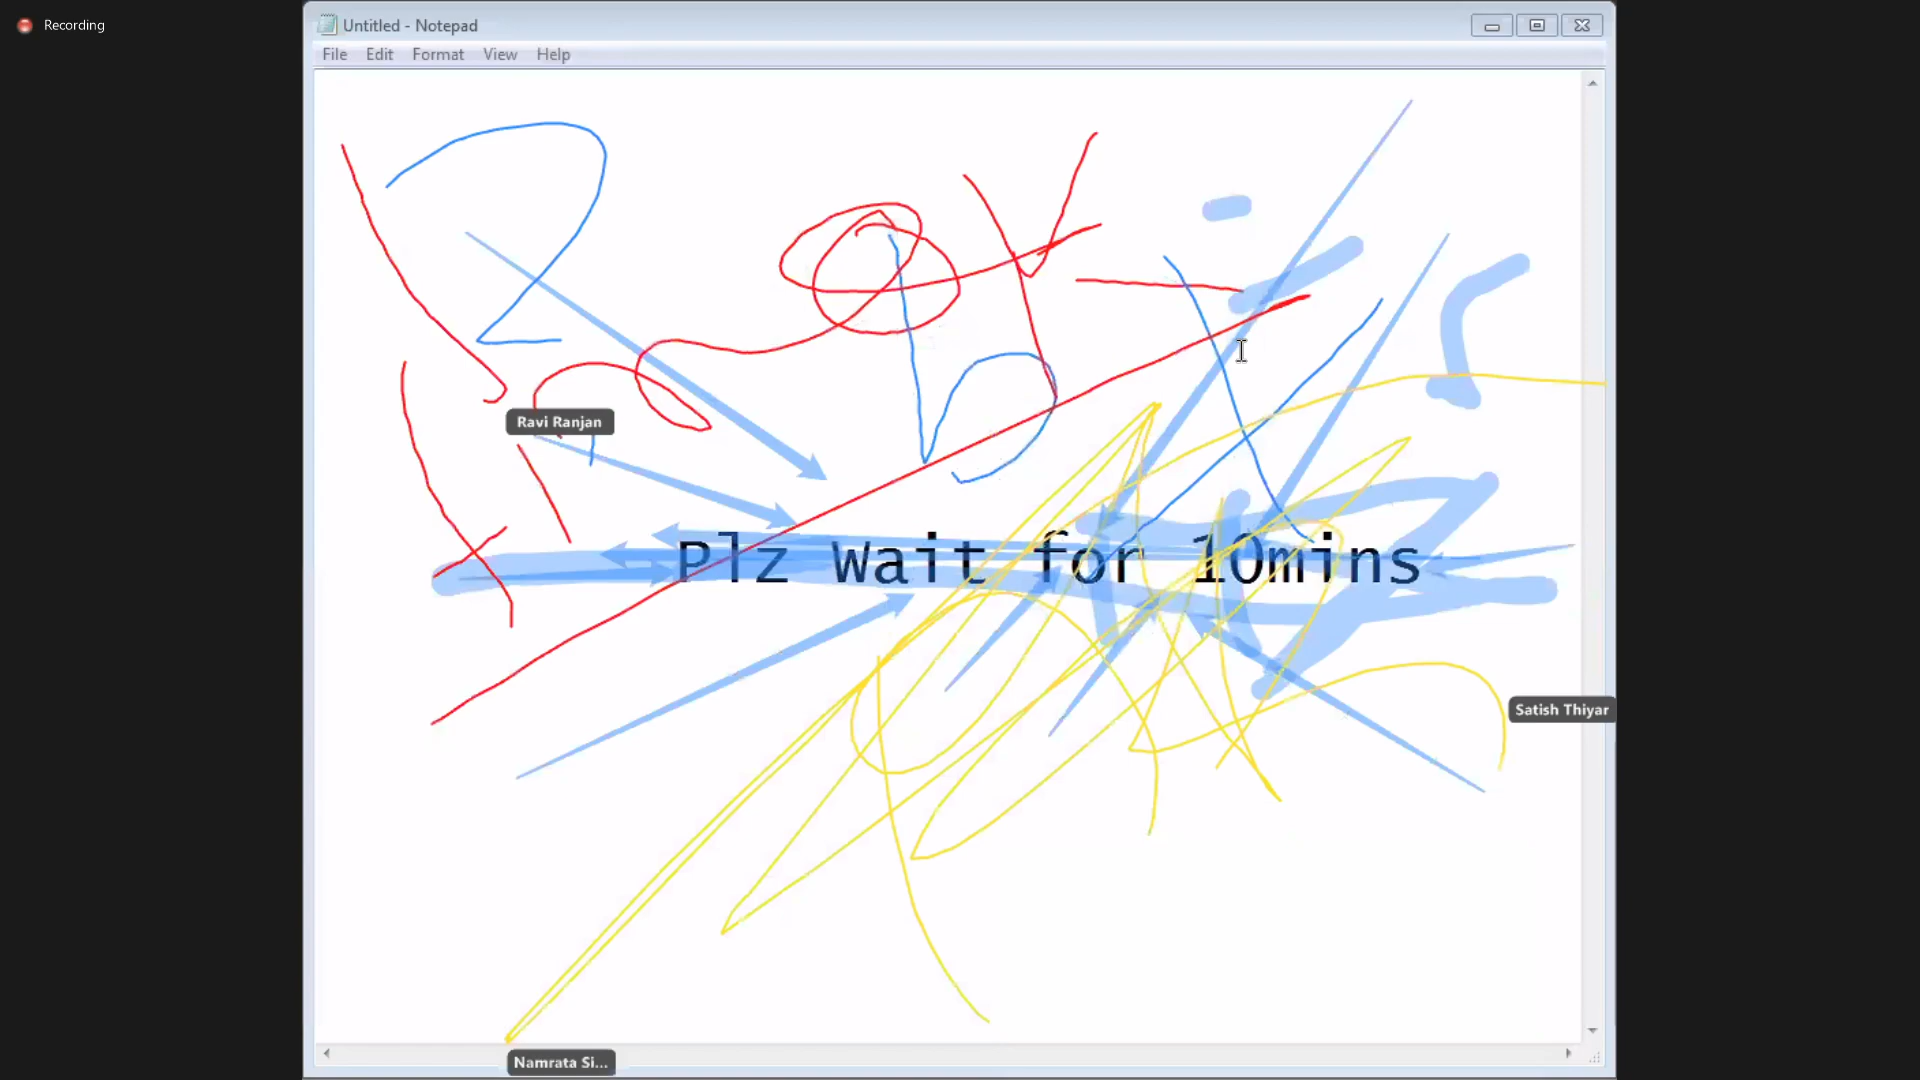 Recording
Untitled - Notepad
File Edit Format View Help
Ravi Ranjan
Plz Wait for 10mins
Satish Thiyar
Namrata Si...